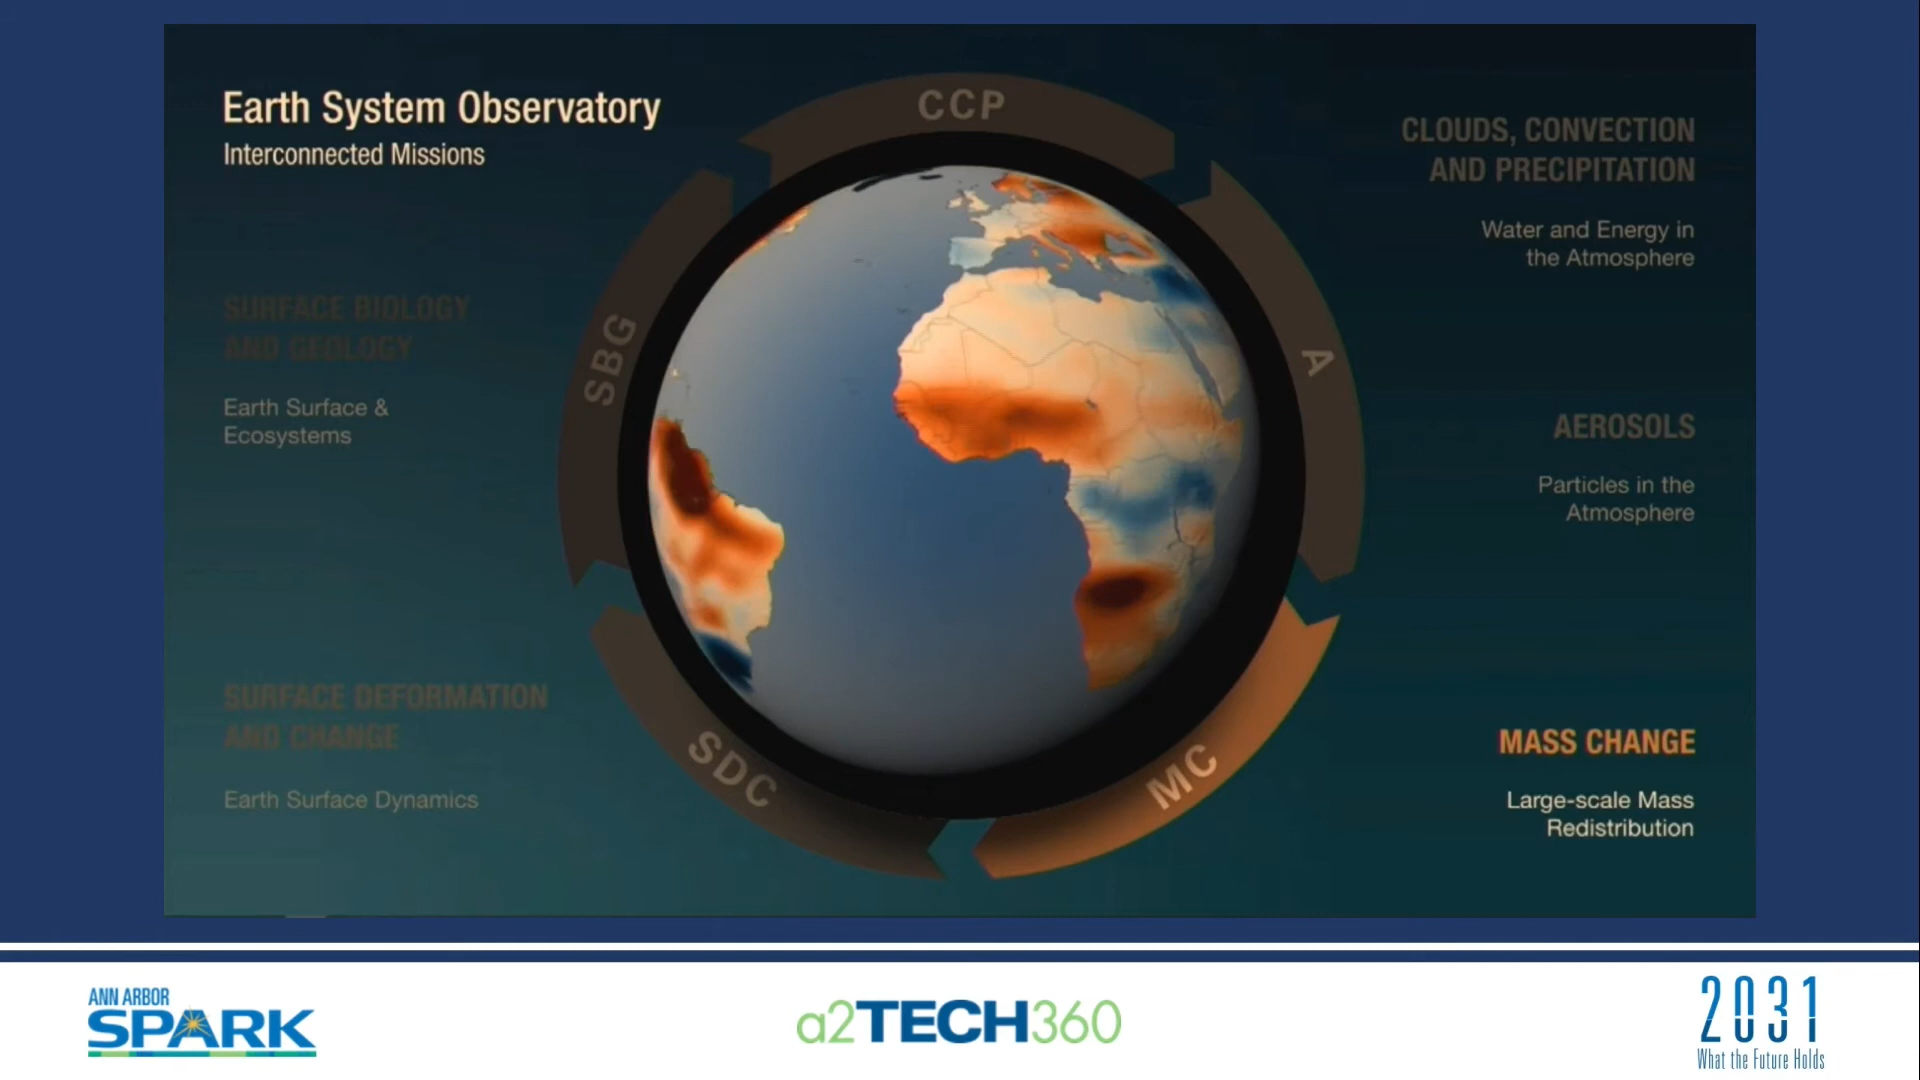 Earth System Observatory
Interconnected Missions
CCP
CLOUDS, CONVECTION
AND PRECIPITATION
Water and Energy in
the Atmosphere
SURFACE BIOLOGY
AND GEOLOGY
Earth Surface &
Ecosystems
SBG
A
AEROSOLS
Particles in the
Atmosphere
SURFACE DEFORMATION
AND CHANGE
Earth Surface Dynamics
SDC
MC
MASS CHANGE
Large-scale Mass
Redistribution
ANN ARBOR
SPARK
a2TECH360
2031
What the Future Holds